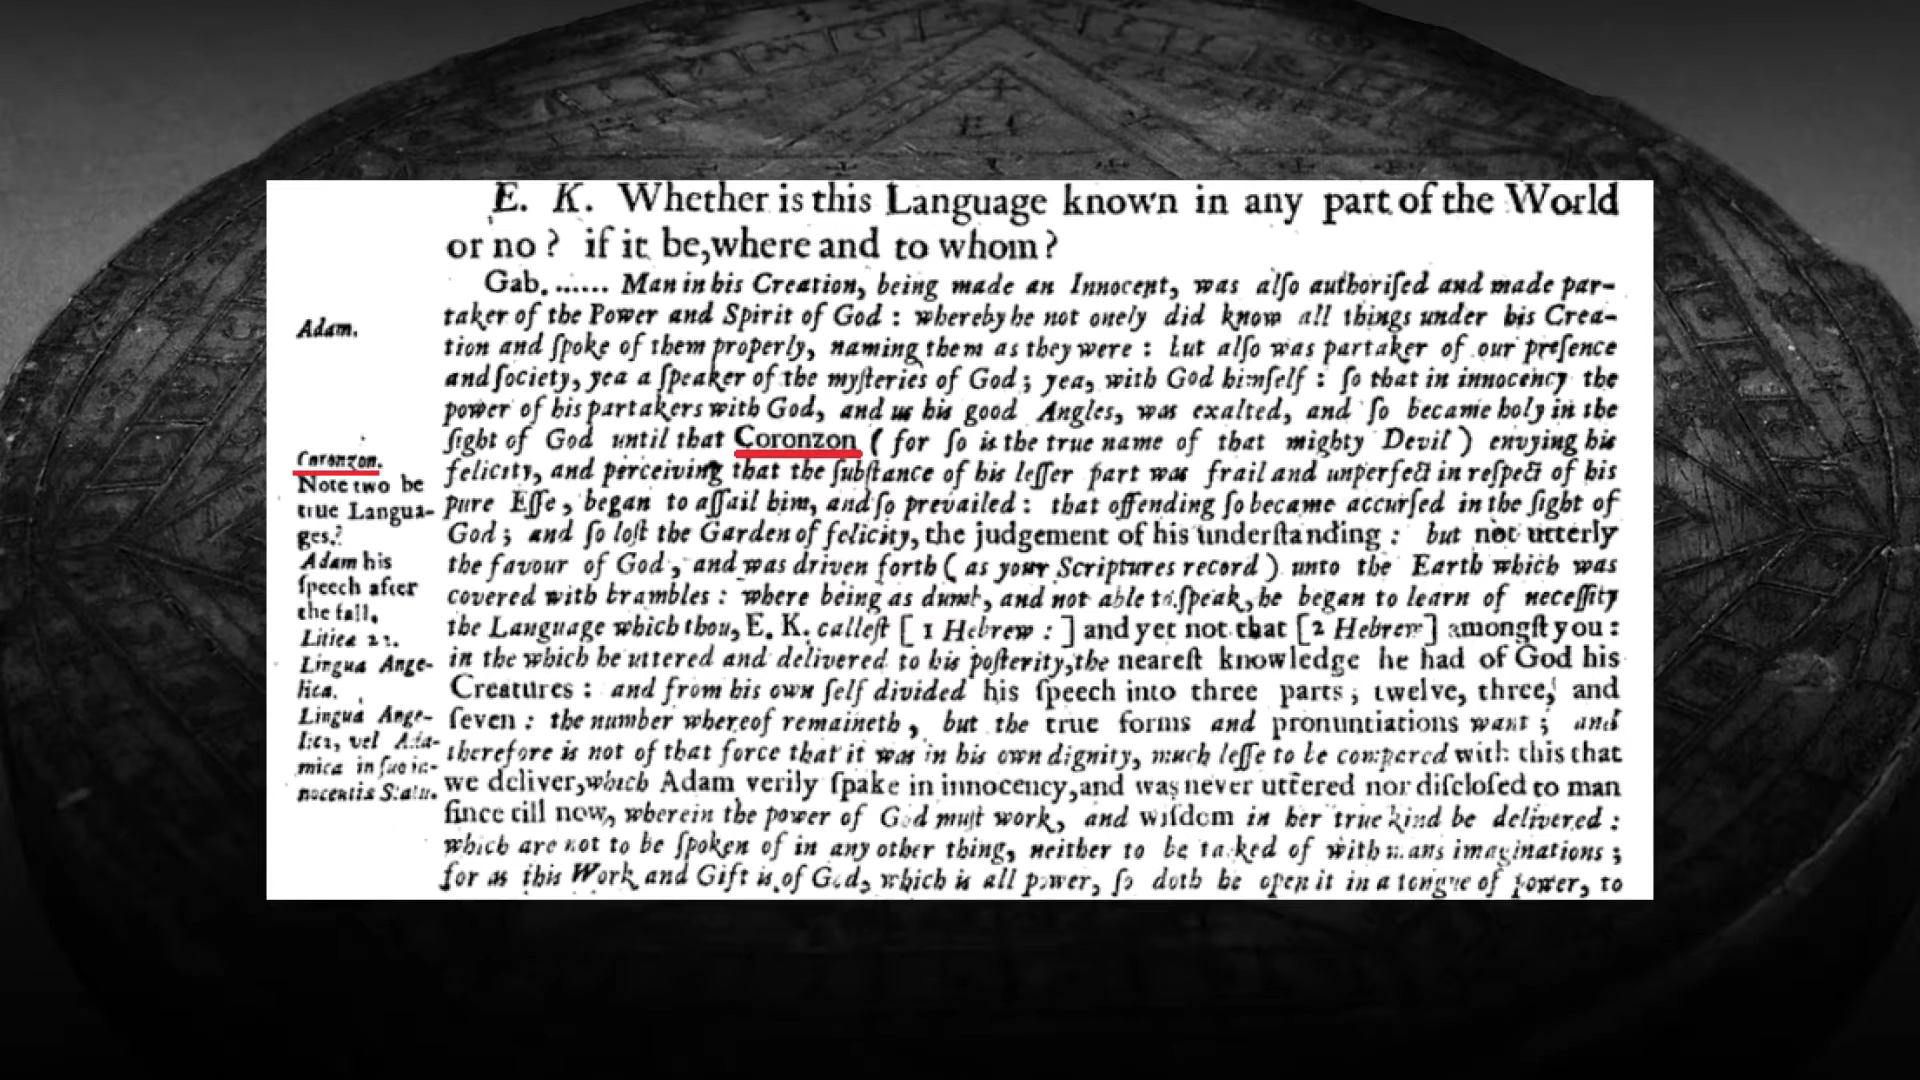 E. K. Whether is this Language known in any part of the World
or no? if it be, where and to whom?
Gab. ...... Man in his Creation, being made an Innocent, was alſo authoriſed and made par-
taker of the Power and Spirit of God : whereby he not onely did know all things under his Crea-
tion and ſpoke of them properly, naming them as they were : but alſo was partaker of our preſence
and ſociety, yea a ſpeaker of the myſteries of God ; yea, with God himſelf : ſo that in innocency the
power of his partakers with God, and us his good Angles, was exalted, and ſo became holy in the
ſight of God until that Coronzon ( for ſo is the true name of that mighty Devil ) envying his
felicity, and perceiving that the ſubſtance of his leſſer part was frail and unperfect in reſpect of his
pure Eſſe, began to aſſail him, and ſo prevailed : that offending ſo became accurſed in the ſight of
God ; and ſo loſt the Garden of felicity, the judgement of his underſtanding : but not utterly
the favour of God, and was driven forth ( as your Scriptures record ) unto the Earth which was
covered with brambles : where being as dumb, and not able to ſpeak, he began to learn of neceſſity
the Language which thou, E. K. calleſt [ 1 Hebrew : ] and yet not that [ 2 Hebrew ] amongſt you :
in the which he uttered and delivered to his poſterity, the neareſt knowledge he had of God his
Creatures : and from his own ſelf divided his ſpeech into three parts ; twelve, three, and
ſeven : the number whereof remaineth, but the true forms and pronuntiations want ; and
therefore is not of that force that it was in his own dignity, much leſſe to be compered with this that
we deliver, which Adam verily ſpake in innocency, and was never uttered nor diſcloſed to man
ſince till now, wherein the power of God muſt work, and wiſdom in her true kind be delivered :
which are not to be ſpoken of in any other thing, neither to be talked of with mans imaginations ;
for as this Work and Gift is of God, which is all power, ſo doth he open it in a tongue of power, to
Adam.
Coronzon.
Note two be
true Langua-
ges.
Adam his
ſpeech after
the fall.
Lingua Ange-
lica.
Lingua Ange-
lica, vel Ada-
mica in ſuo in-
nocentis Statu.